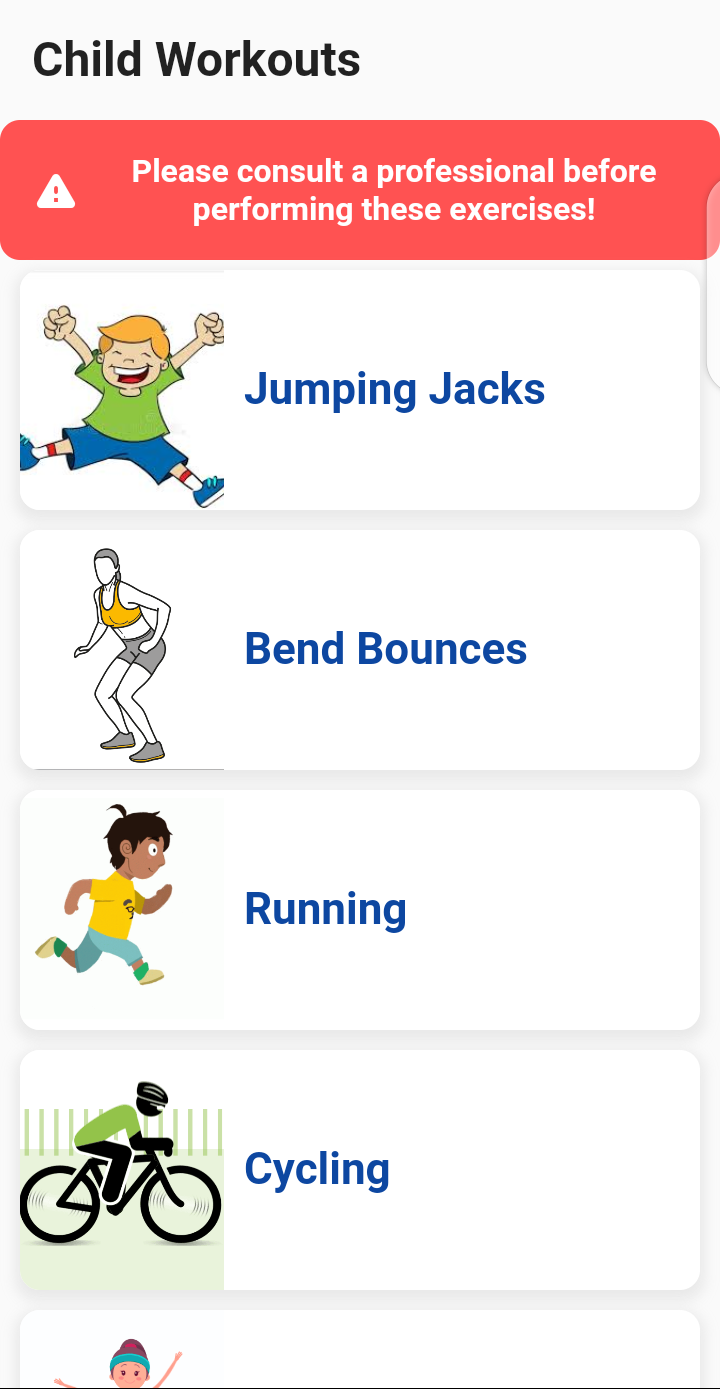 Child Workouts
Please consult a professional before
performing these exercises!
Jumping Jacks
Bend Bounces
Running
Cycling